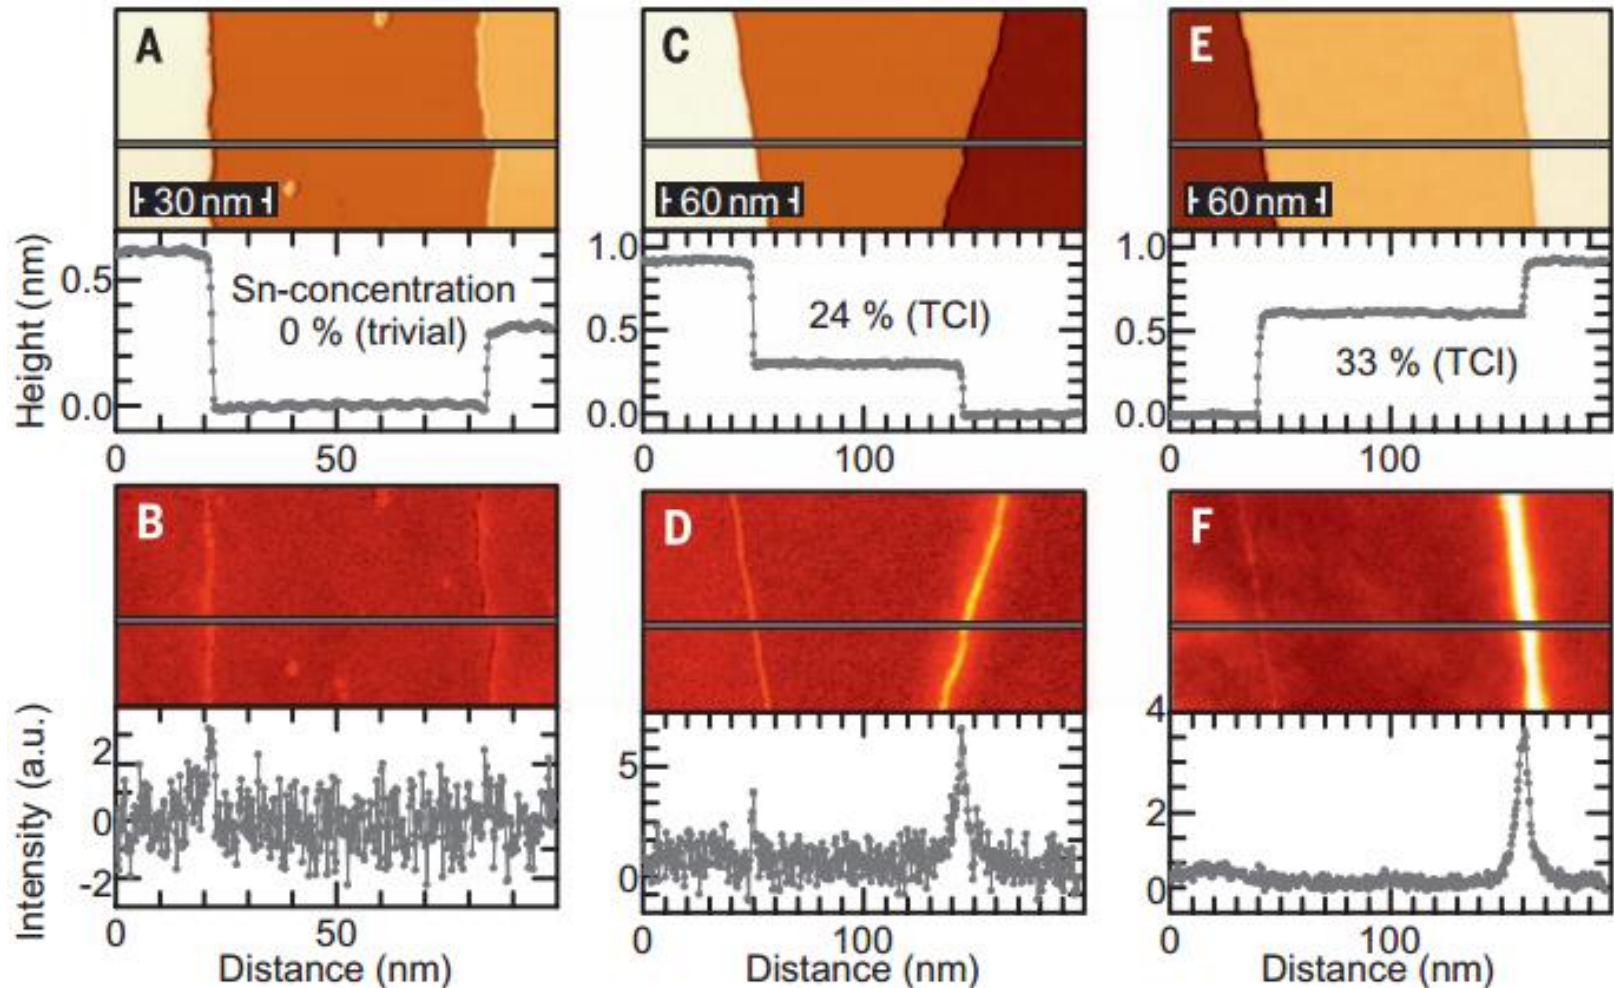 A
C
E
30 nm
60 nm
60 nm
Height (nm)
0.5
0.0
Sn-concentration
0 % (trivial)
0
50
1.0
0.5
0.0
24 % (TCI)
0
100
1.0
0.5
0.0
33 % (TCI)
0
100
B
D
F
Intensity (a.u.)
2
0
-2
0
50
Distance (nm)
5
0
0
100
Distance (nm)
4
2
0
0
100
Distance (nm)